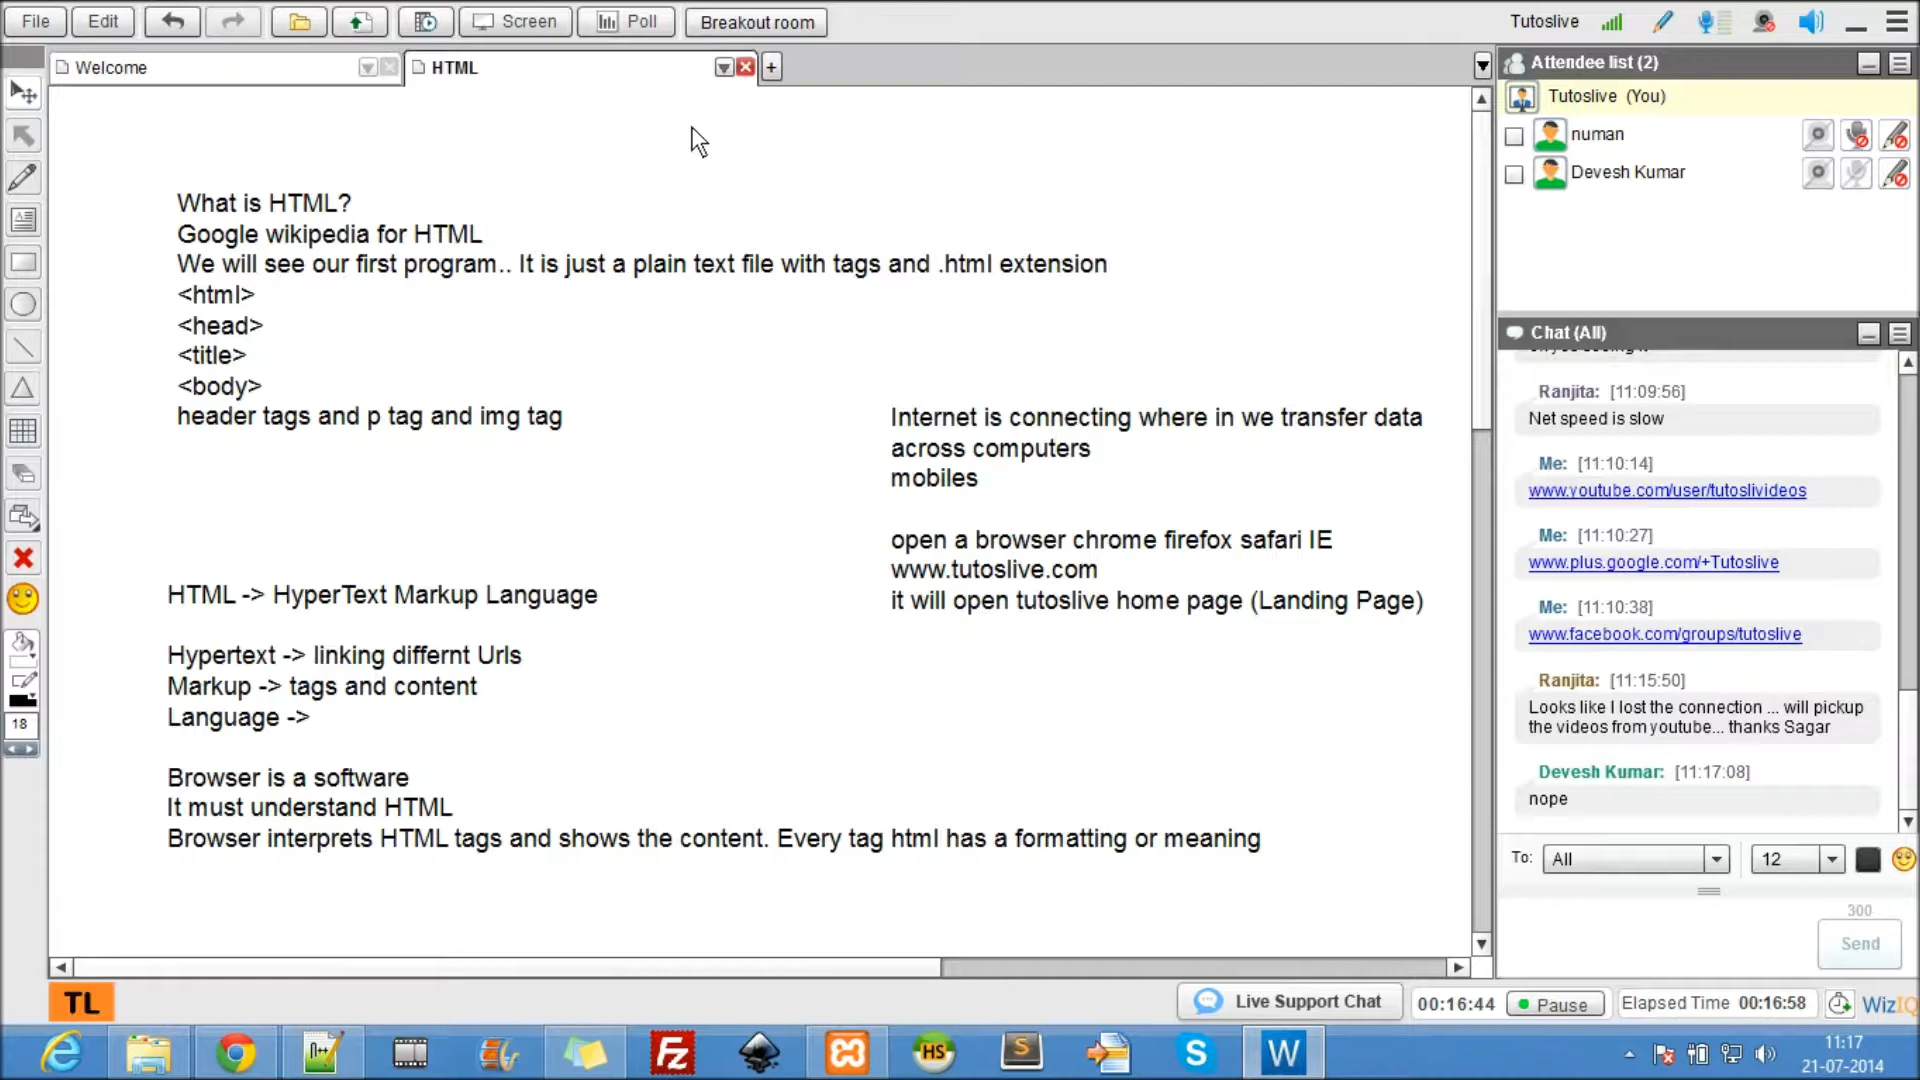 File
Edit
Screen
Poll
Breakout room
Tutoslive
Welcome
HTML
What is HTML?
Google wikipedia for HTML
We will see our first program.. It is just a plain text file with tags and .html extension
<html>
<head>
<title>
<body>
header tags and p tag and img tag
Internet is connecting where in we transfer data
across computers
mobiles
open a browser chrome firefox safari IE
www.tutoslive.com
it will open tutoslive home page (Landing Page)
HTML -> HyperText Markup Language
Hypertext -> linking differnt Urls
Markup -> tags and content
Language ->
Browser is a software
It must understand HTML
Browser interprets HTML tags and shows the content. Every tag html has a formatting or meaning
18
Attendee list (2)
Tutoslive (You)
numan
Devesh Kumar
Chat (All)
Ranjita: [11:09:56]
Net speed is slow
Me: [11:10:14]
www.youtube.com/user/tutoslivideos
Me: [11:10:27]
www.plus.google.com/+Tutoslive
Me: [11:10:38]
www.facebook.com/groups/tutoslive
Ranjita: [11:15:50]
Looks like I lost the connection ... will pickup
the videos from youtube... thanks Sagar
Devesh Kumar: [11:17:08]
nope
To: All 12
300
Send
TL
Live Support Chat
00:16:44
Pause
Elapsed Time 00:16:58
WizIQ
n++
Fz
HS
S
S
W
11:17
21-07-2014